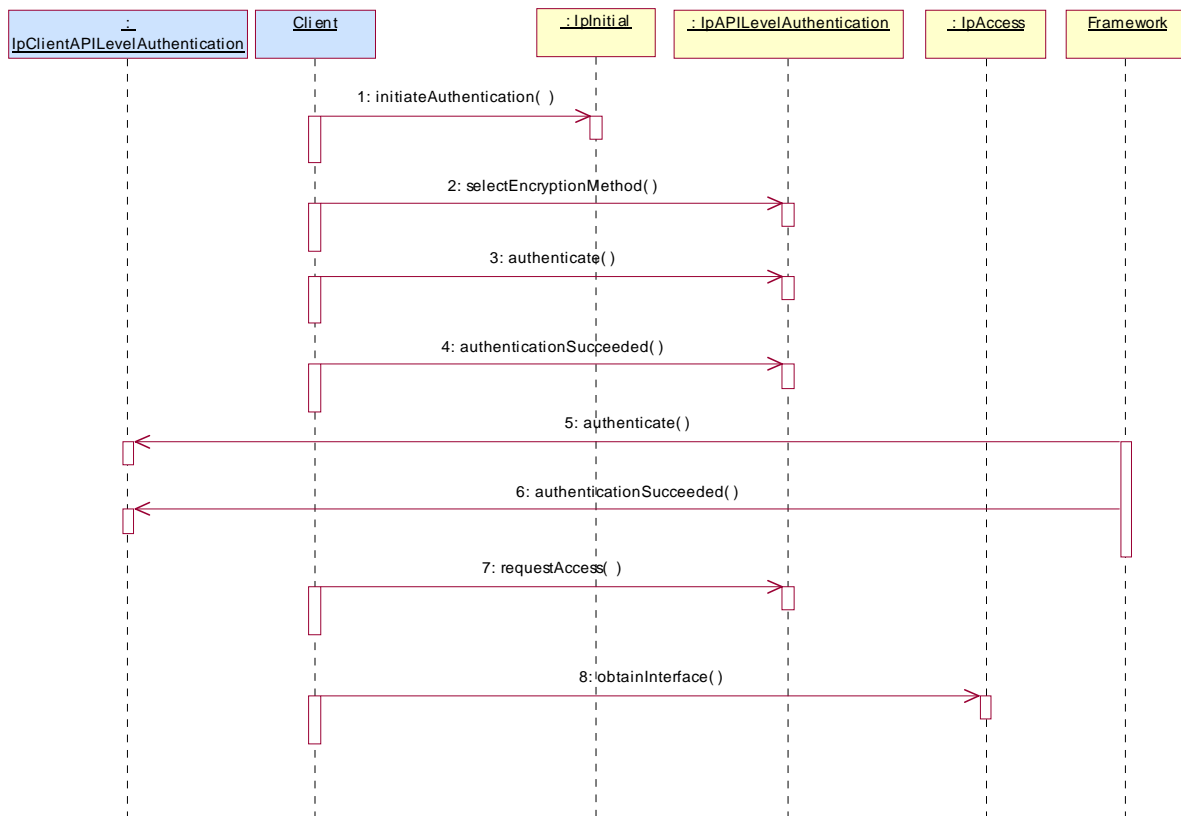 :
IpClientAPILevelAuthentication
Client
: IpInitial
: IpAPILevelAuthentication
: IpAccess
Framework
1: initiateAuthentication( )
2: selectEncryptionMethod( )
3: authenticate( )
4: authenticationSucceeded( )
5: authenticate( )
6: authenticationSucceeded( )
7: requestAccess( )
8: obtainInterface( )